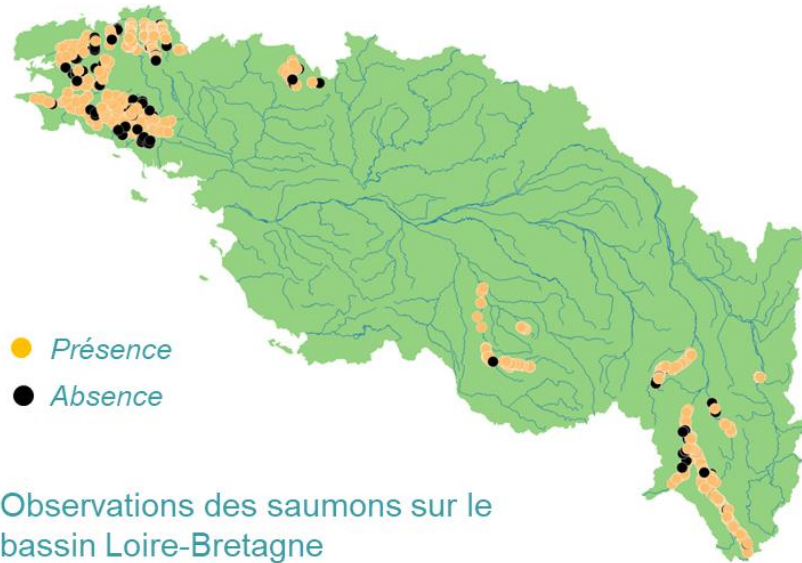 Présence
Absence
Observations des saumons sur le
bassin Loire-Bretagne